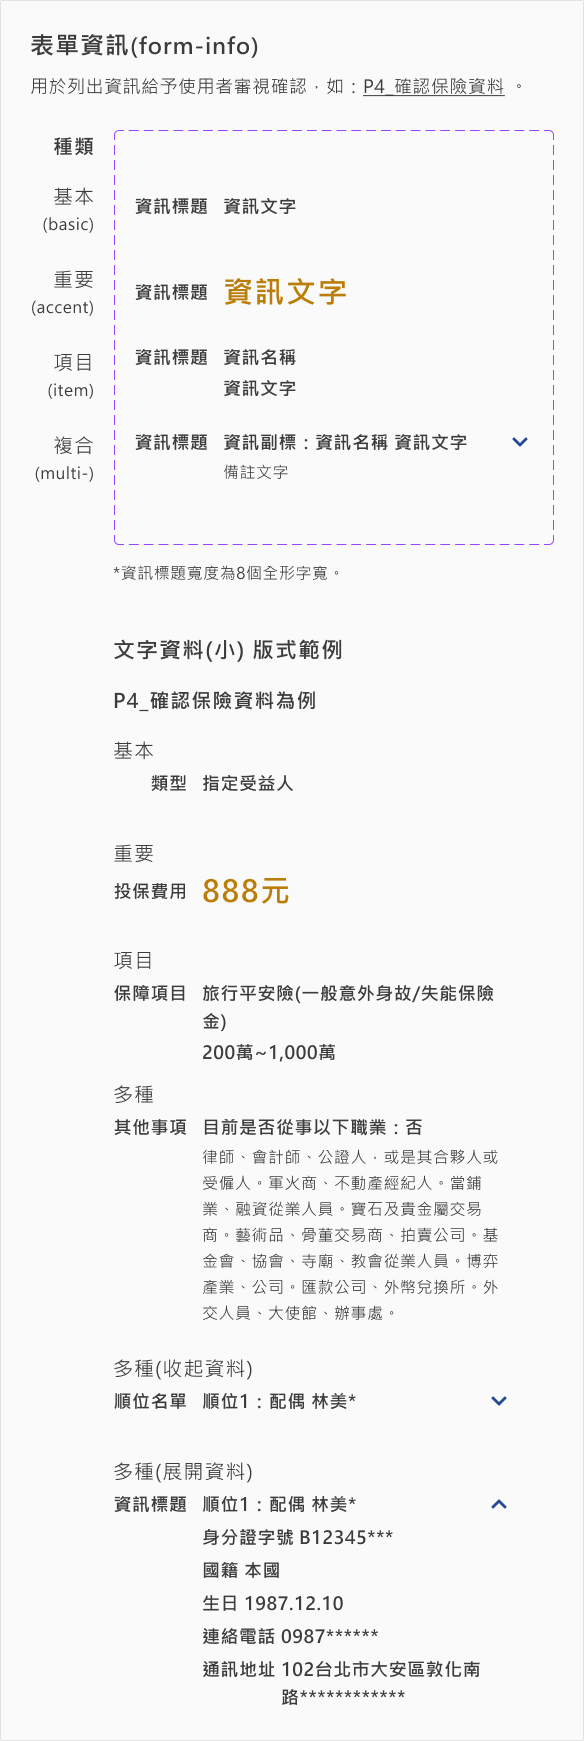 表單資訊(form-info)
用於列出資訊給予使用者審視確認，如：P4_確認保險資料 。
種類
基本
(basic)
資訊標題 資訊文字
重要
(accent)
資訊標題 資訊文字
項目
(item)
資訊標題 資訊名稱
資訊文字
複合
(multi-)
資訊標題 資訊副標：資訊名稱 資訊文字
備註文字
*資訊標題寬度為8個全形字寬。
文字資料(小) 版式範例
P4_確認保險資料為例
基本
類型 指定受益人
重要
投保費用 888元
項目
保障項目 旅行平安險(一般意外身故/失能保險
金)
200萬~1,000萬
多種
其他事項 目前是否從事以下職業：否
律師、會計師、公證人，或是其合夥人或
受僱人。軍火商、不動產經紀人。當鋪
業、融資從業人員。寶石及貴金屬交易
商。藝術品、骨董交易商、拍賣公司。基
金會、協會、寺廟、教會從業人員。博弈
產業、公司。匯款公司、外幣兌換所。外
交人員、大使館、辦事處。
多種(收起資料)
順位名單 順位1：配偶 林美*
多種(展開資料)
資訊標題 順位1：配偶 林美*
身分證字號 B12345***
國籍 本國
生日 1987.12.10
連絡電話 0987******
通訊地址 102台北市大安區敦化南
路************